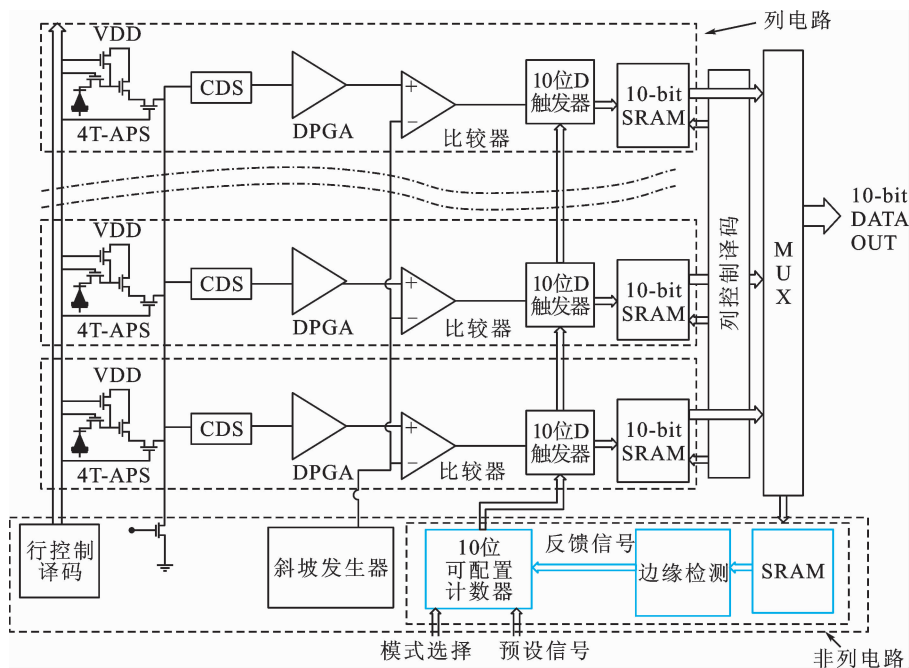 列电路
VDD
4T-APS
CDS
DPGA
+
−
比较器
10位D
触发器
10-bit
SRAM
VDD
4T-APS
CDS
DPGA
+
−
比较器
10位D
触发器
10-bit
SRAM
VDD
4T-APS
CDS
DPGA
+
−
比较器
10位D
触发器
10-bit
SRAM
列控制译码
MUX
10-bit
DATA
OUT
行控制
译码
斜坡发生器
10位
可配置
计数器
反馈信号
边缘检测
SRAM
模式选择
预设信号
非列电路